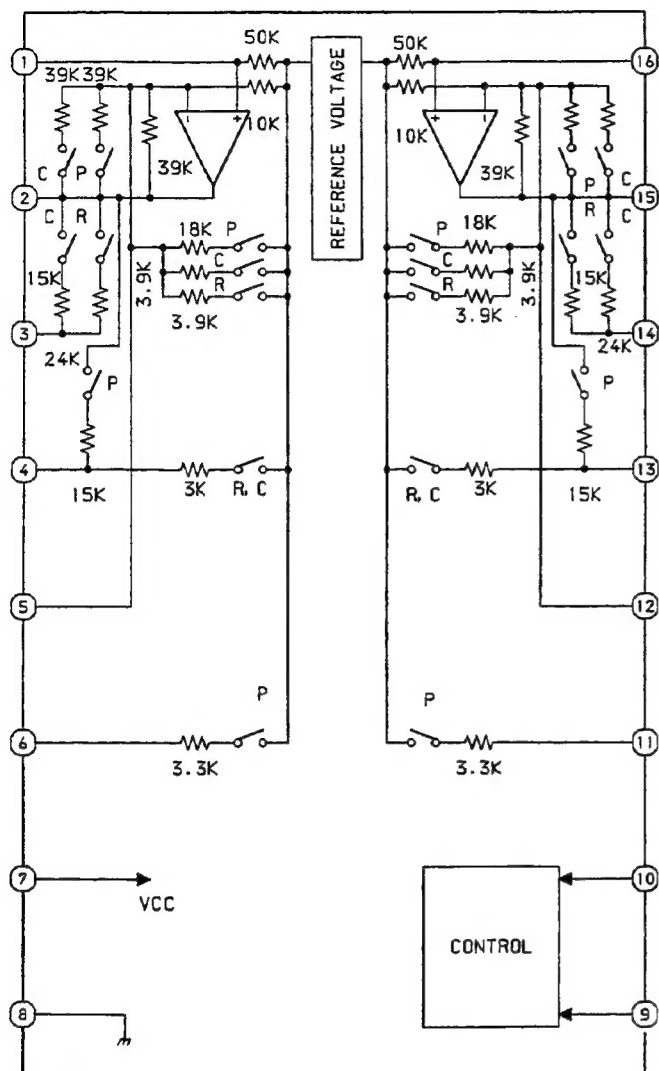 50K 50K
1 16
39K 39K
REFERENCE VOLTAGE
- + + -
10K 10K
39K 39K
C P P C
2 15
C R R C
18K P P 18K
C C
15K 3.9K R R 3.9K 15K
3.9K 3.9K
3 14
24K 24K
P P
4 13
15K 3K R, C R, C 3K 15K
5 12
P P
6 11
3.3K 3.3K
7 10
VCC
CONTROL
8 9